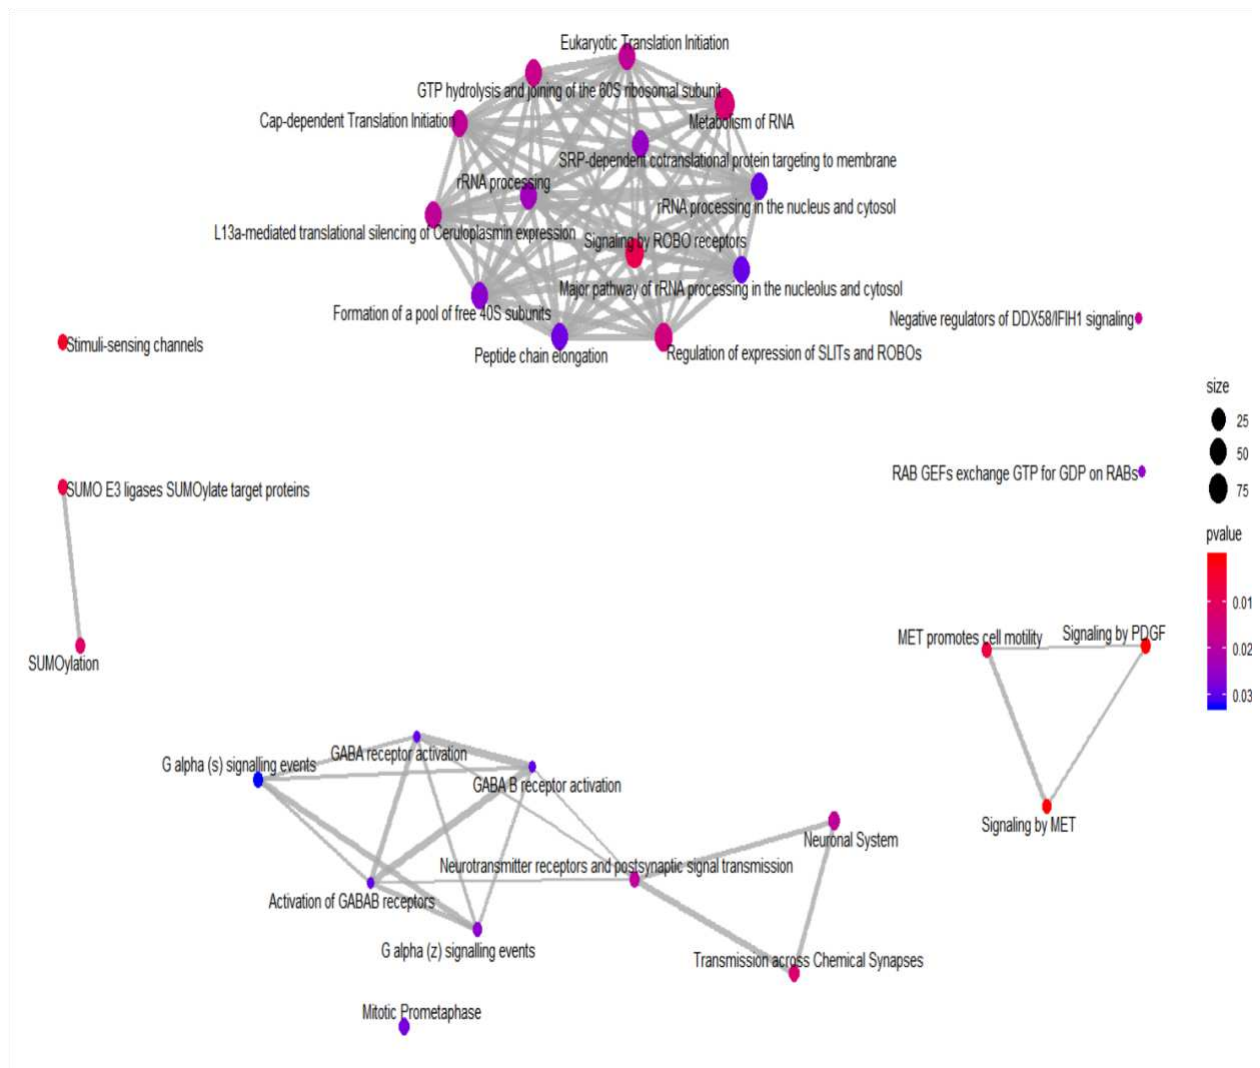 Eukaryotic Translation Initiation
GTP hydrolysis and joining of the 60S ribosomal subunit
Cap-dependent Translation Initiation
Metabolism of RNA
SRP-dependent cotranslational protein targeting to membrane
rRNA processing
rRNA processing in the nucleus and cytosol
L13a-mediated translational silencing of Ceruloplasmin expression
Signaling by ROBO receptors
Major pathway of rRNA processing in the nucleolus and cytosol
Formation of a pool of free 40S subunits
Negative regulators of DDX58/IFIH1 signaling
Stimuli-sensing channels
Peptide chain elongation
Regulation of expression of SLITs and ROBOs
size
25
50
75
RAB GEFs exchange GTP for GDP on RABs
SUMO E3 ligases SUMOylate target proteins
pvalue
0.01
0.02
0.03
MET promotes cell motility
Signaling by PDGF
SUMOylation
GABA receptor activation
G alpha (s) signalling events
GABA B receptor activation
Signaling by MET
Neuronal System
Neurotransmitter receptors and postsynaptic signal transmission
Activation of GABAB receptors
G alpha (z) signalling events
Transmission across Chemical Synapses
Mitotic Prometaphase